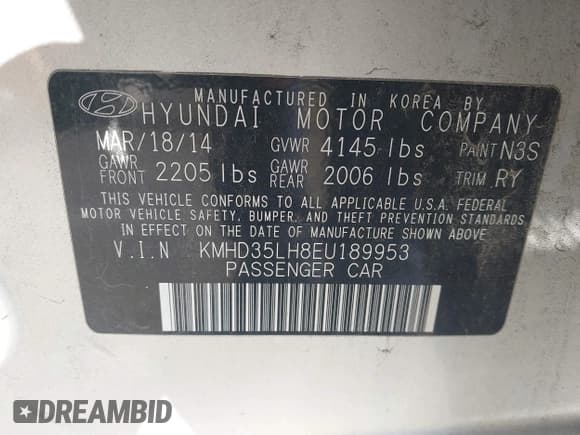 MANUFACTURED IN KOREA BY
HYUNDAI MOTOR COMPANY
MAR/18/14 GVWR 4145 lbs PAINT N3S
GAWR FRONT 2205 lbs GAWR REAR 2006 lbs TRIM RY
THIS VEHICLE CONFORMS TO ALL APPLICABLE U.S.A. FEDERAL
MOTOR VEHICLE SAFETY, BUMPER, AND THEFT PREVENTION STANDARDS
IN EFFECT ON THE DATE OF MANUFACTURE SHOWN ABOVE.
V.I.N KMHD35LH8EU189953
PASSENGER CAR
DREAMBID